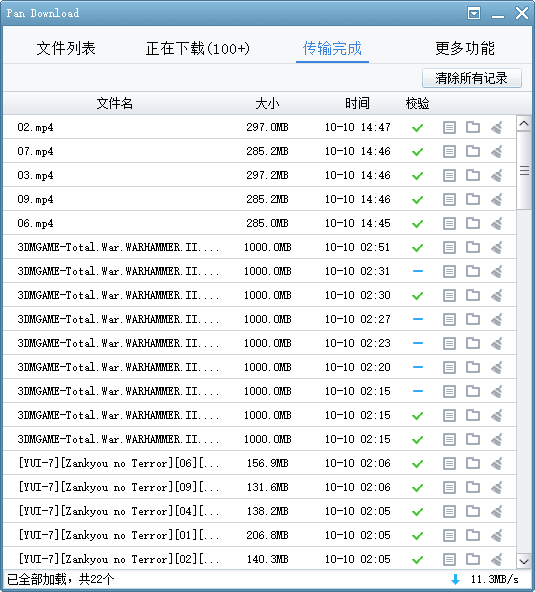 Pan Download
文件列表 正在下载(100+) 传输完成 更多功能
清除所有记录
文件名 大小 时间 校验
02.mp4 297.0MB 10-10 14:47
07.mp4 285.2MB 10-10 14:46
03.mp4 297.2MB 10-10 14:46
09.mp4 285.2MB 10-10 14:46
06.mp4 285.0MB 10-10 14:45
3DMGAME-Total.War.WARHAMMER.II.... 1000.0MB 10-10 02:51
3DMGAME-Total.War.WARHAMMER.II.... 1000.0MB 10-10 02:31
3DMGAME-Total.War.WARHAMMER.II.... 1000.0MB 10-10 02:30
3DMGAME-Total.War.WARHAMMER.II.... 1000.0MB 10-10 02:27
3DMGAME-Total.War.WARHAMMER.II.... 1000.0MB 10-10 02:23
3DMGAME-Total.War.WARHAMMER.II.... 1000.0MB 10-10 02:20
3DMGAME-Total.War.WARHAMMER.II.... 1000.0MB 10-10 02:15
3DMGAME-Total.War.WARHAMMER.II.... 1000.0MB 10-10 02:15
3DMGAME-Total.War.WARHAMMER.II.... 1000.0MB 10-10 02:15
[YUI-7][Zankyou no Terror][06][... 156.9MB 10-10 02:06
[YUI-7][Zankyou no Terror][09][... 131.6MB 10-10 02:06
[YUI-7][Zankyou no Terror][04][... 138.2MB 10-10 02:05
[YUI-7][Zankyou no Terror][01][... 206.8MB 10-10 02:05
[YUI-7][Zankyou no Terror][02][... 140.3MB 10-10 02:05
已全部加载，共22个 11.3MB/s